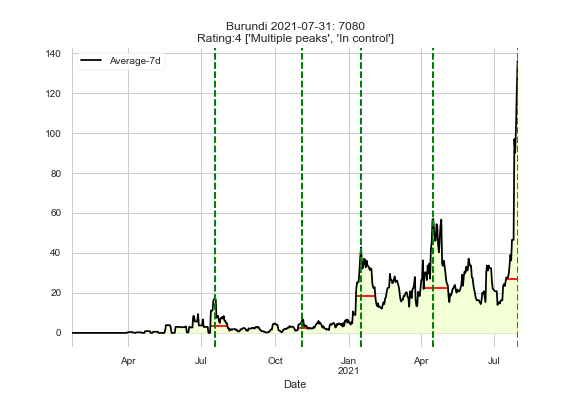 Burundi 2021-07-31: 7080
Rating:4 ['Multiple peaks', 'In control']
Average-7d
140
120
100
80
60
40
20
0
Apr
Jul
Oct
Jan
2021
Apr
Jul
Date